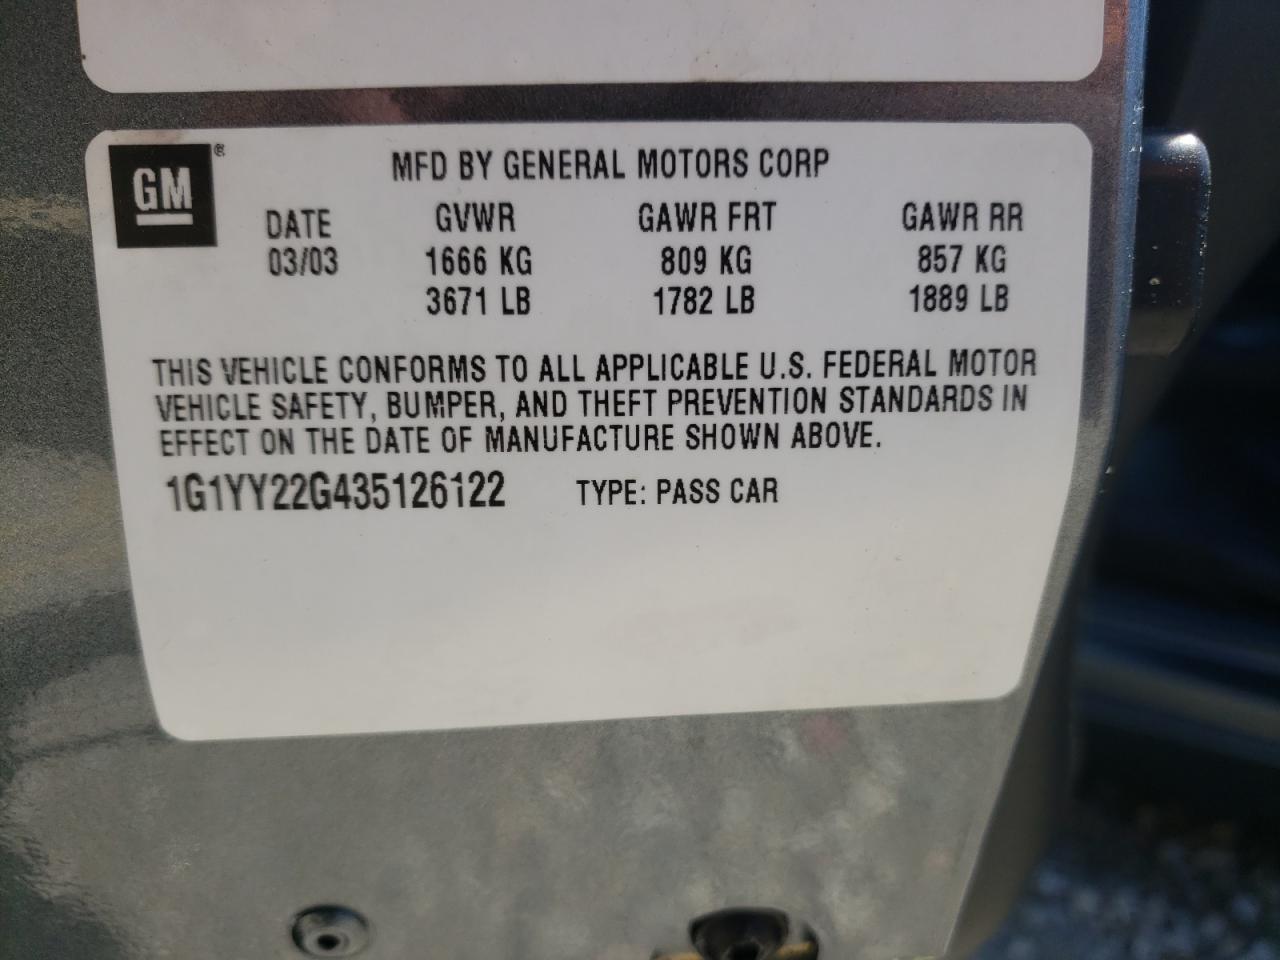 GM®
MFD BY GENERAL MOTORS CORP
DATE GVWR GAWR FRT GAWR RR
03/03 1666 KG 809 KG 857 KG
3671 LB 1782 LB 1889 LB
THIS VEHICLE CONFORMS TO ALL APPLICABLE U.S. FEDERAL MOTOR
VEHICLE SAFETY, BUMPER, AND THEFT PREVENTION STANDARDS IN
EFFECT ON THE DATE OF MANUFACTURE SHOWN ABOVE.
1G1YY22G435126122 TYPE: PASS CAR